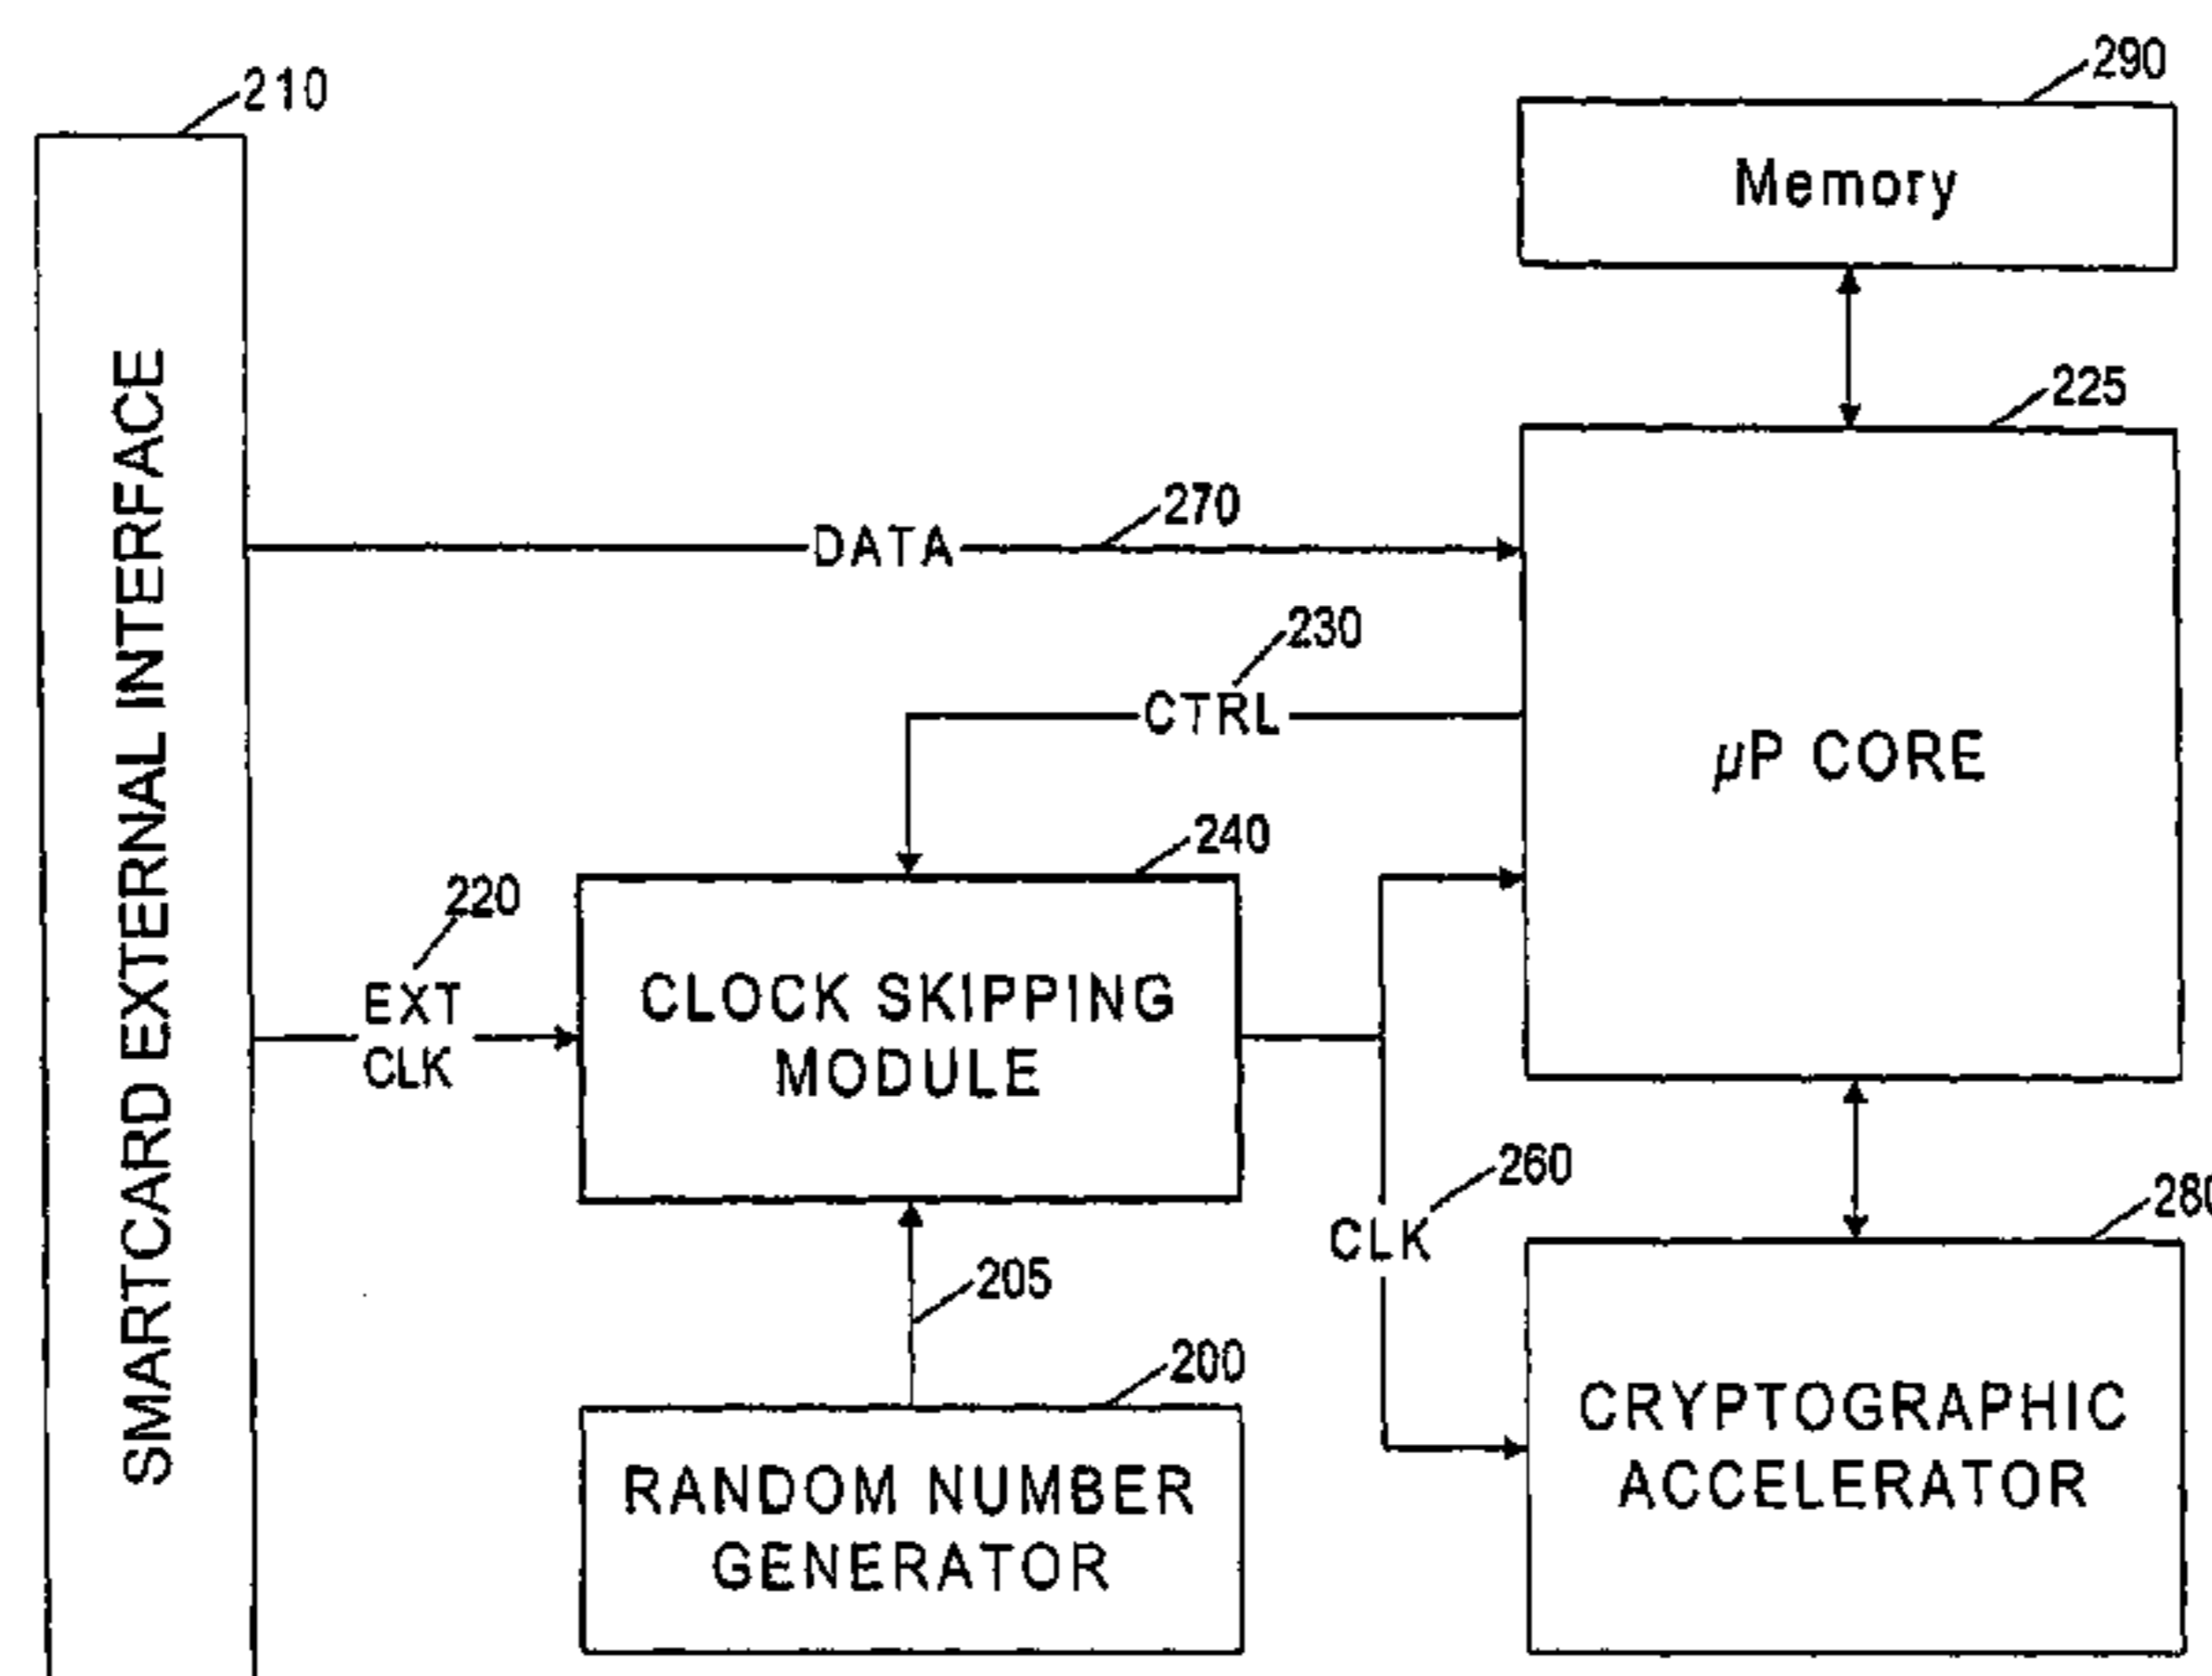 210
290
Memory
225
SMARTCARD EXTERNAL INTERFACE
270
DATA
230
CTRL
µP CORE
240
220
EXT
CLK
CLOCK SKIPPING
MODULE
260
CLK
280
205
200
RANDOM NUMBER
GENERATOR
CRYPTOGRAPHIC
ACCELERATOR